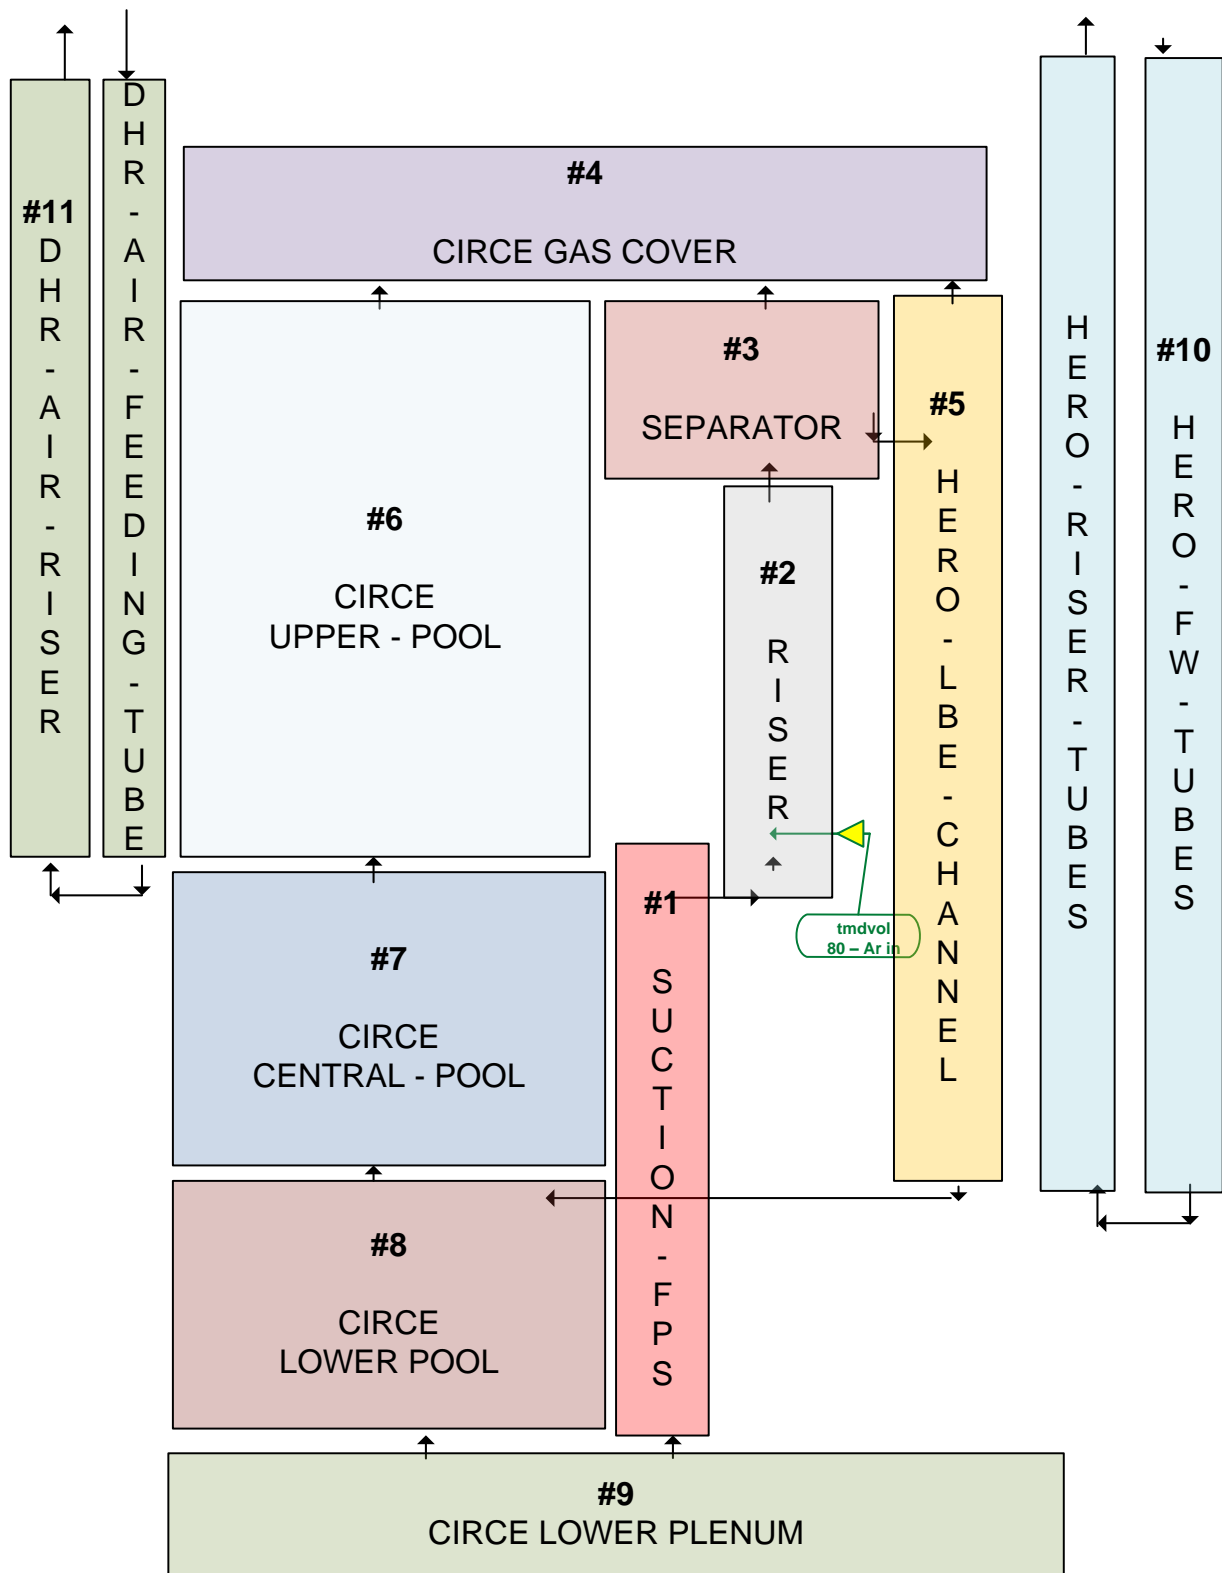 #11
DHR-AIR-RISER
DHR-AIR-FEEDING-TUBE
#4
CIRCE GAS COVER
#6
CIRCE
UPPER - POOL
#3
SEPARATOR
#2
RISER
#5
HERO-LBE-CHANNEL
HERO-RISER-TUBES
#10
HERO-FW-TUBES
tmdvol
80 – Ar in
#1
SUCTION-FPS
#7
CIRCE
CENTRAL - POOL
#8
CIRCE
LOWER POOL
#9
CIRCE LOWER PLENUM